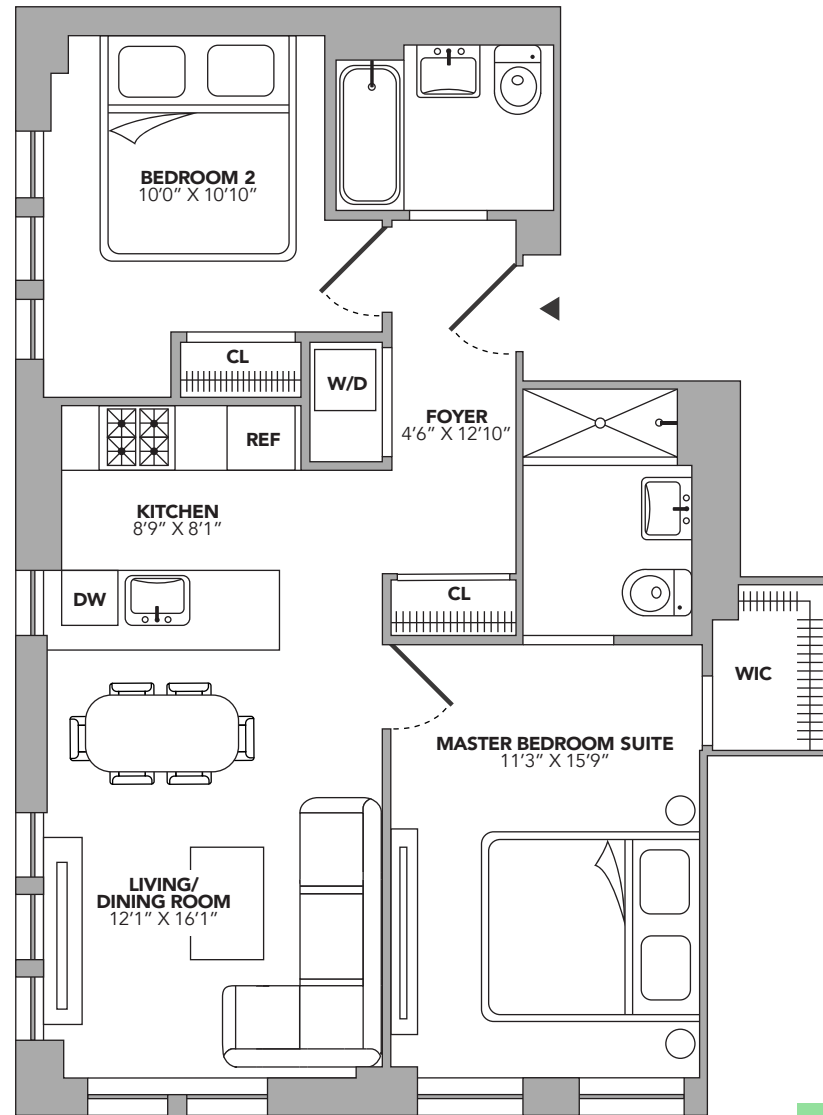 BEDROOM 2
10’0” X 10’10”
CL
W/D
FOYER
4’6” X 12’10”
REF
KITCHEN
8’9” X 8’1”
DW
CL
WIC
MASTER BEDROOM SUITE
11’3” X 15’9”
LIVING/
DINING ROOM
12’1” X 16’1”